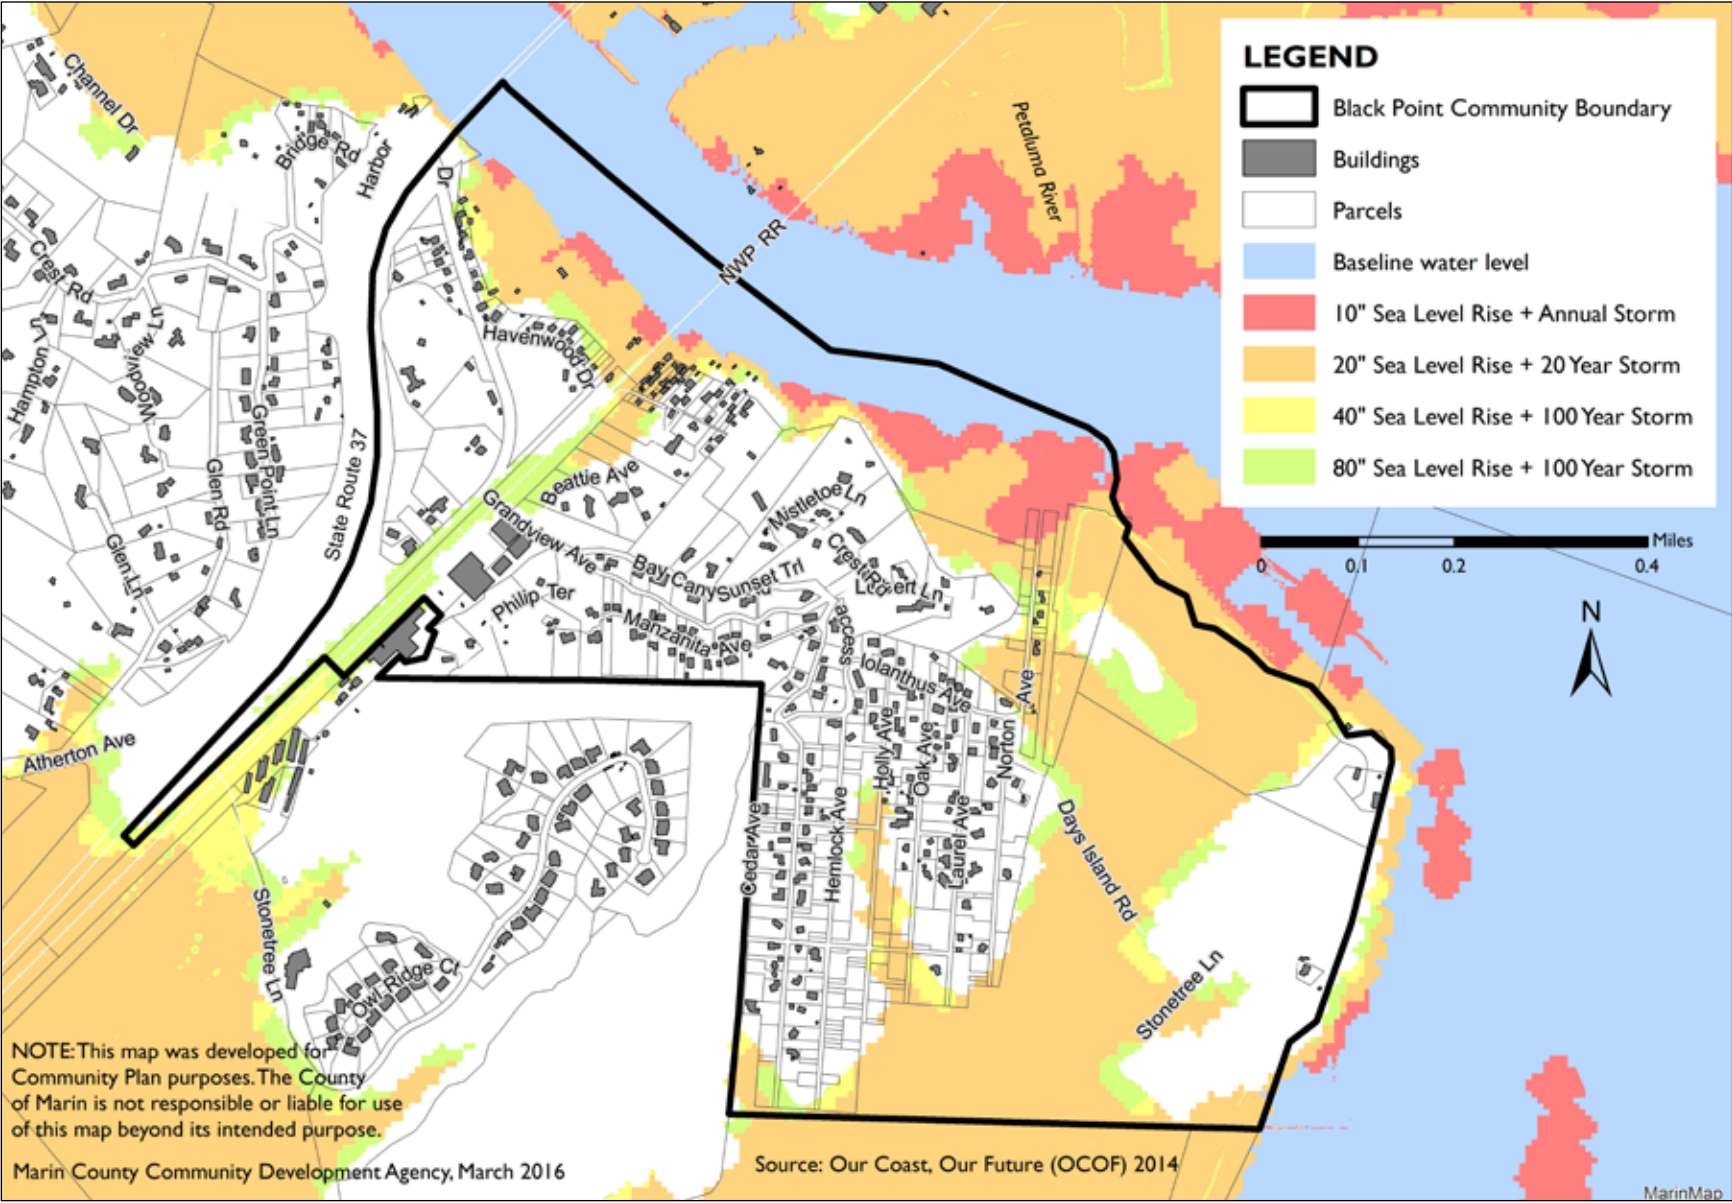 LEGEND
Black Point Community Boundary
Buildings
Parcels
Baseline water level
10" Sea Level Rise + Annual Storm
20" Sea Level Rise + 20 Year Storm
40" Sea Level Rise + 100 Year Storm
80" Sea Level Rise + 100 Year Storm
Miles
0 0.1 0.2 0.4
N
Channel Dr
Bridge Rd
Harbor
Dr
Petaluma River
NWP RR
Crest Rd
Hampton Ln
Woodview Ln
Green Point Ln
Glen Rd
Glen Ln
State Route 37
Havenwood Dr
Beattie Ave
Grandview Ave
Mistletoe Ln
Crest Rd
Bay Cany
Sunset Trl
Philip Ter
Manzanita Ave
access
Iolanthus Ave
Ave
Holly Ave
Oak Ave
Norton
Laurel Ave
Hemlock Ave
Cedar Ave
Days Island Rd
Stonetree Ln
Atherton Ave
Stonetree Ln
Owl Ridge Ct
NOTE: This map was developed for
Community Plan purposes. The County
of Marin is not responsible or liable for use
of this map beyond its intended purpose.
Marin County Community Development Agency, March 2016
Source: Our Coast, Our Future (OCOF) 2014
MarinMap